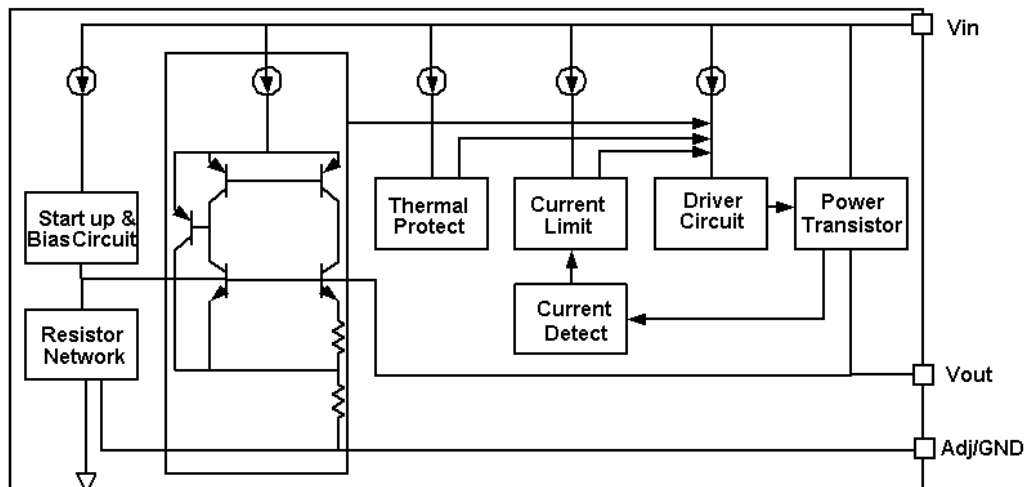 Vin
Start up &
Bias Circuit
Thermal
Protect
Current
Limit
Driver
Circuit
Power
Transistor
Resistor
Network
Current
Detect
Vout
Adj/GND